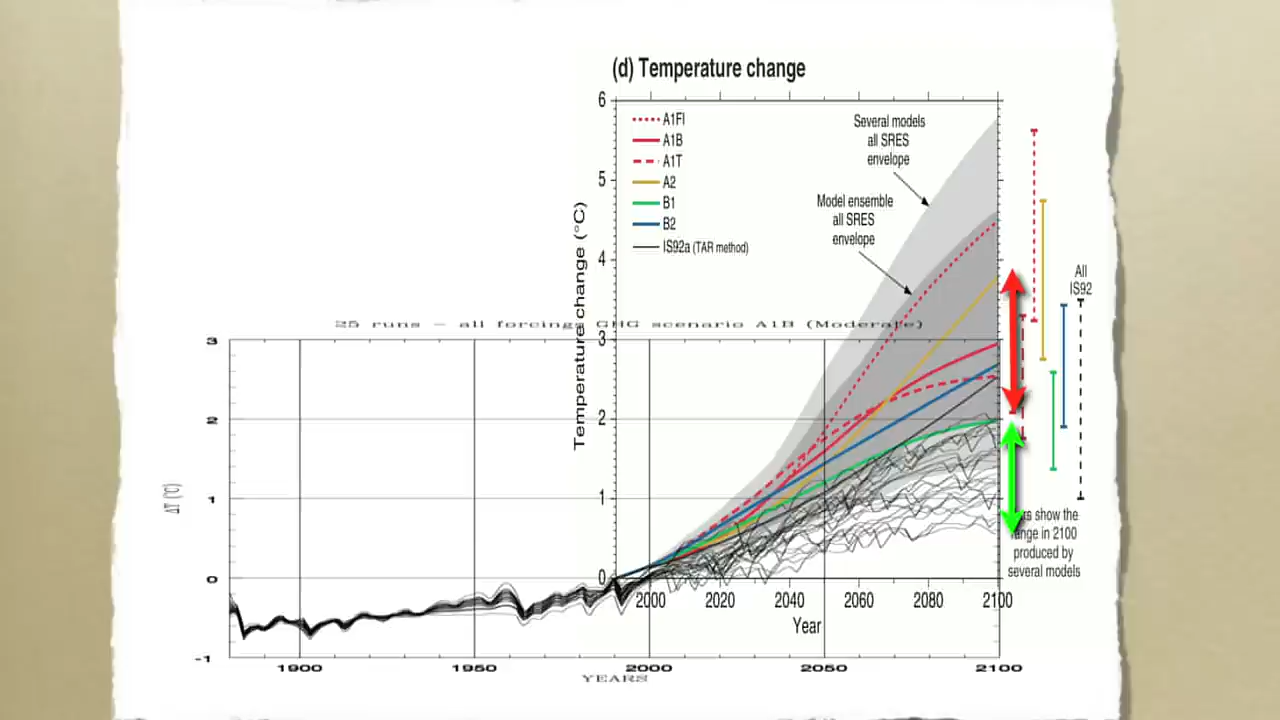 (d) Temperature change
6
5
4
3
2
1
0
Temperature change (°C)
A1FI
A1B
A1T
A2
B1
B2
IS92a (TAR method)
Several models
all SRES
envelope
Model ensemble
all SRES
envelope
All
IS92
show the
in 2100
produced by
several models
2000 2020 2040 2060 2080 2100
Year
25 runs – all forcings GHG scenario A1B (Moderate)
3
2
1
0
-1
ΔT (°C)
1900 1950 2000 2050 2100
YEARS